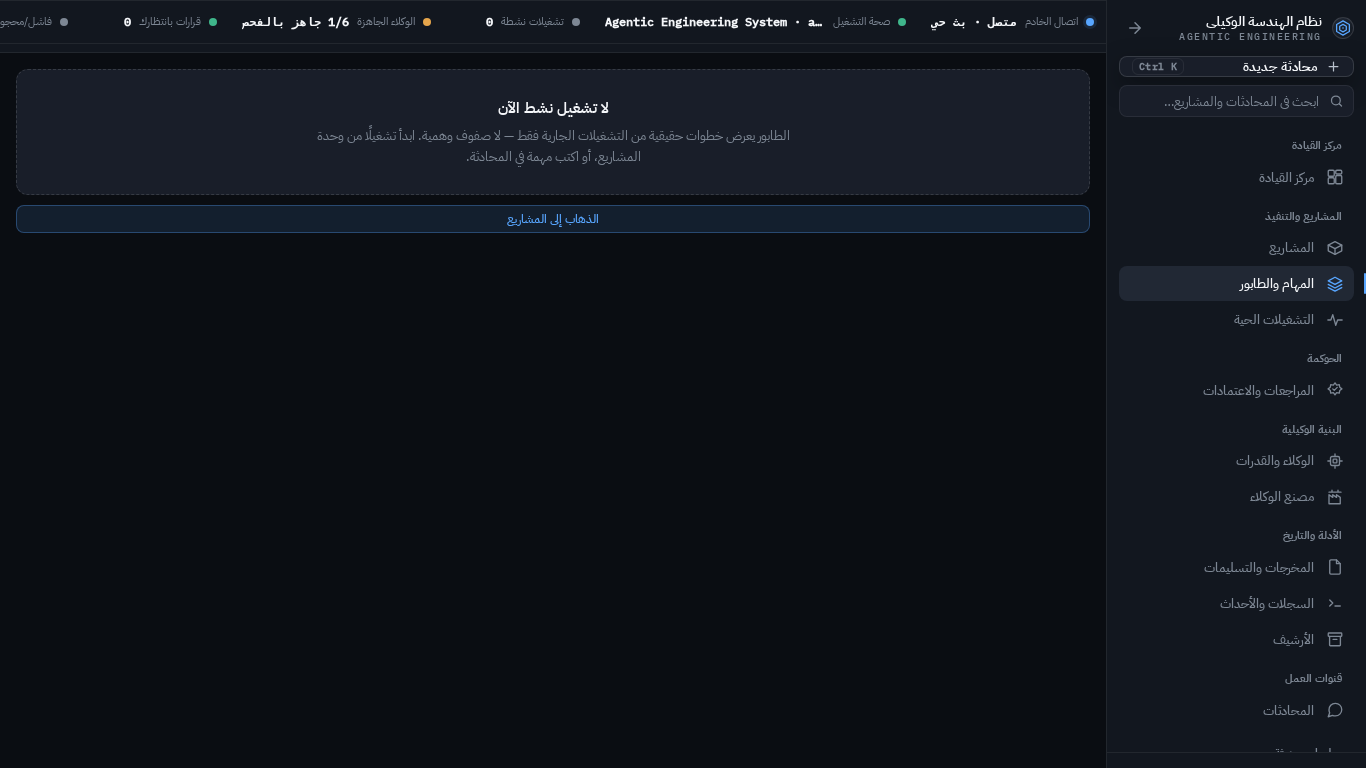 نظام الهندسة الوكيلي
AGENTIC ENGINEERING
محادثة جديدة
Ctrl K
ابحث في المحادثات والمشاريع...
مركز القيادة
مركز القيادة
المشاريع والتنفيذ
المشاريع
المهام والطابور
التشغيلات الحية
الحوكمة
المراجعات والاعتمادات
البنية الوكيلية
الوكلاء والقدرات
مصنع الوكلاء
الأدلة والتاريخ
المخرجات والتسليمات
السجلات والأحداث
الأرشيف
قنوات العمل
المحادثات
اتصال الخادم متصل · بث حي
صحة التشغيل Agentic Engineering System · a…
تشغيلات نشطة 0
الوكلاء الجاهزة 1/6 جاهز بالفحص
قرارات بانتظارك 0
فاشل/محجو
لا تشغيل نشط الآن
الطابور يعرض خطوات حقيقية من التشغيلات الجارية فقط — لا صفوف وهمية. ابدأ تشغيلًا من وحدة
المشاريع، أو اكتب مهمة في المحادثة.
الذهاب إلى المشاريع